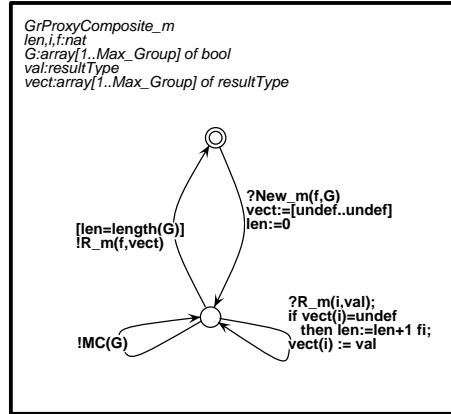 GrProxyComposite_m
len,i,f:nat
G:array[1..Max_Group] of bool
val:resultType
vect:array[1..Max_Group] of resultType
?New_m(f,G)
vect:=[undef..undef]
len:=0
[len=length(G)]
!R_m(f,vect)
?R_m(i,val);
if vect(i)=undef
then len:=len+1 fi;
vect(i) := val
!MC(G)